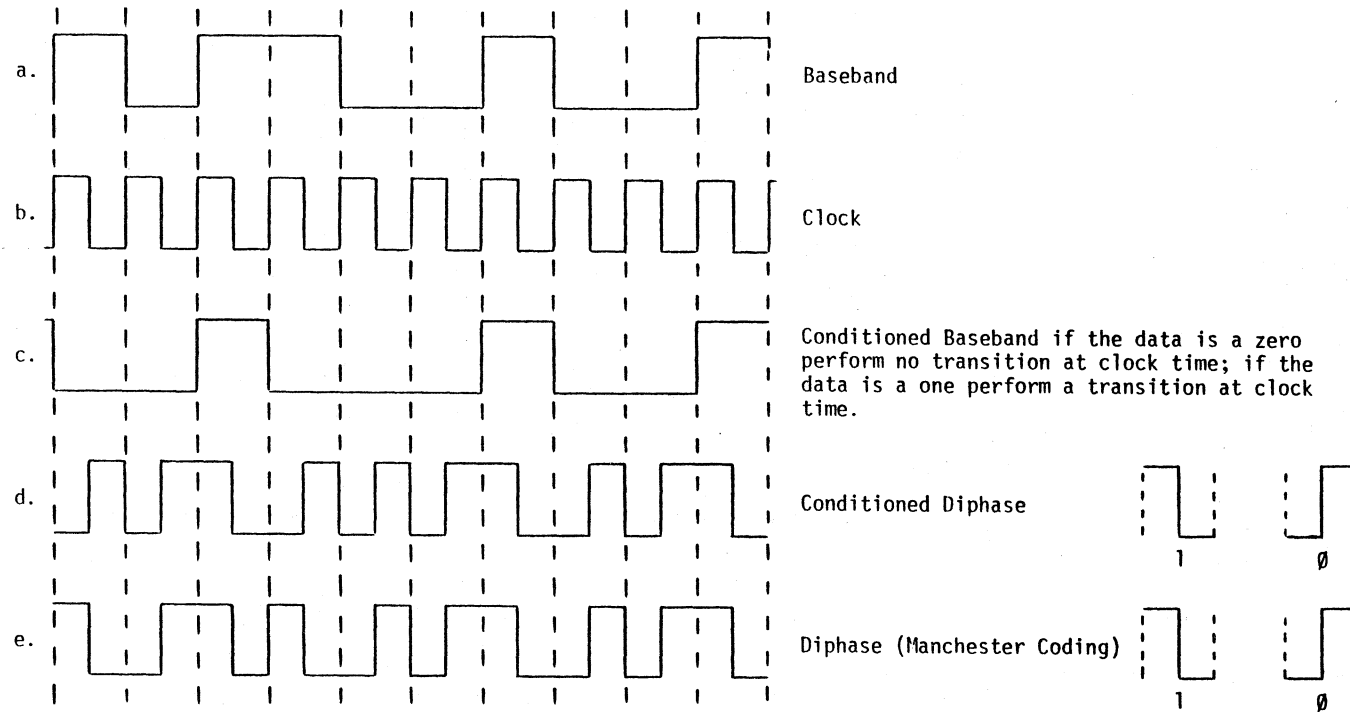 a.
Baseband
b.
Clock
c.
Conditioned Baseband if the data is a zero
perform no transition at clock time; if the
data is a one perform a transition at clock
time.
d.
Conditioned Diphase
1 Ø
e.
Diphase (Manchester Coding)
1 Ø